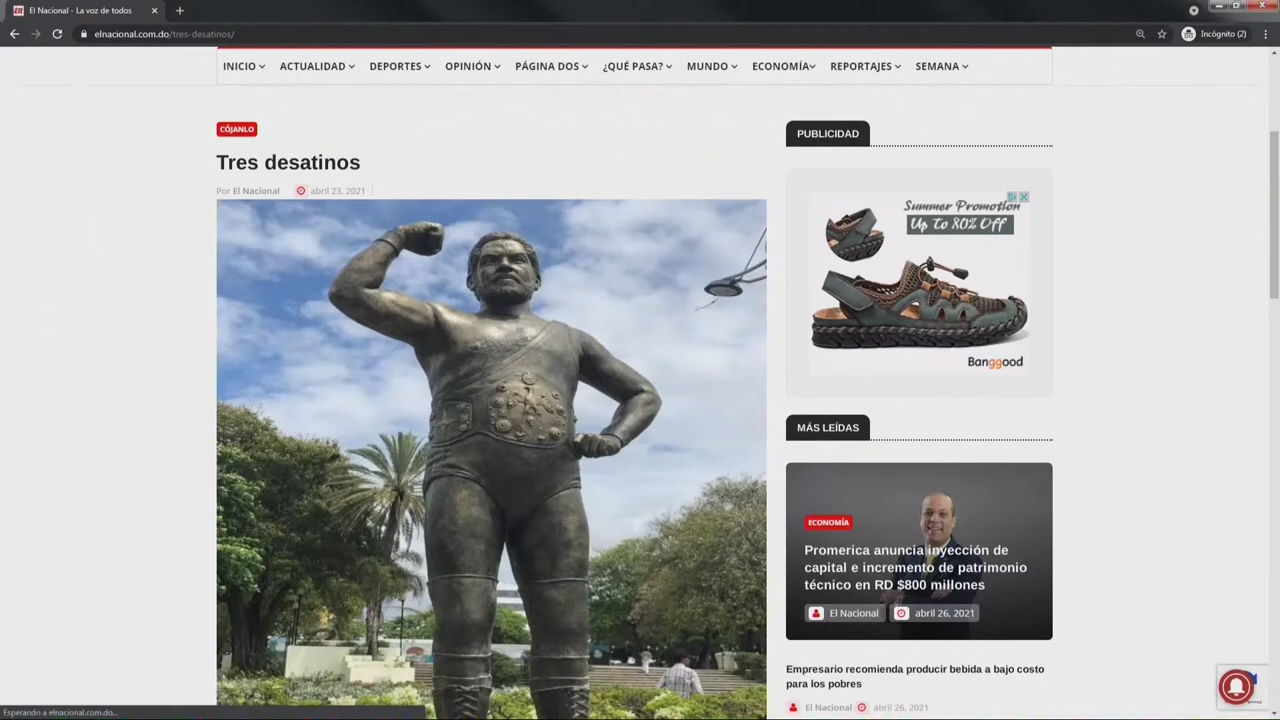 El Nacional - La voz de todos
elnacional.com.do/tres-desatinos/
Incógnito (2)
INICIO ACTUALIDAD DEPORTES OPINIÓN PÁGINA DOS ¿QUÉ PASA? MUNDO ECONOMÍA REPORTAJES SEMANA
CÓJANLO
Tres desatinos
Por El Nacional abril 23, 2021
PUBLICIDAD
Summer Promotion
Up To 80% Off
Banggood
MÁS LEÍDAS
ECONOMÍA
Promerica anuncia inyección de
capital e incremento de patrimonio
técnico en RD $800 millones
El Nacional abril 26, 2021
Empresario recomienda producir bebida a bajo costo
para los pobres
El Nacional abril 26, 2021
Esperando a elnacional.com.do...